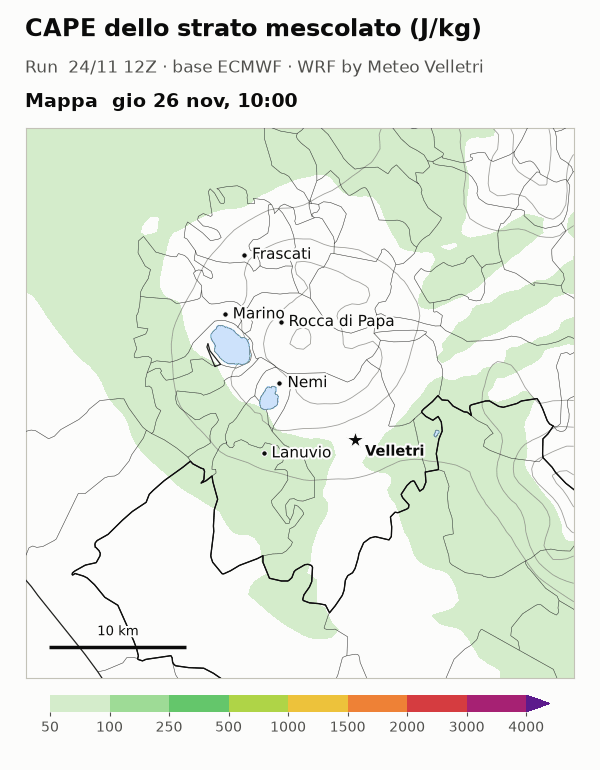 CAPE dello strato mescolato (J/kg)
Run  24/11 12Z · base ECMWF · WRF by Meteo Velletri
Mappa  gio 26 nov, 10:00
Frascati
Marino
Rocca di Papa
Nemi
Velletri
Lanuvio
10 km
50 100 250 500 1000 1500 2000 3000 4000